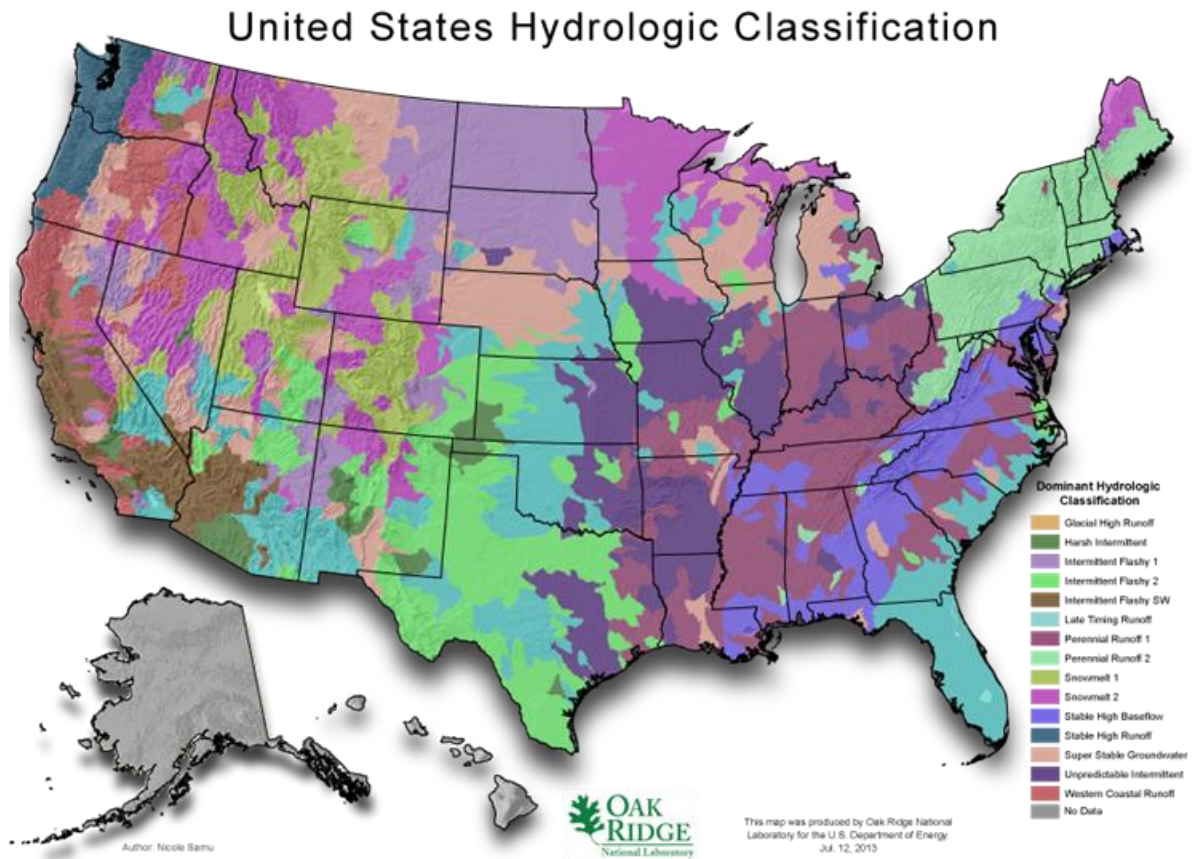 United States Hydrologic Classification
Dominant Hydrologic
Classification
Glacial High Runoff
Harsh Intermittent
Intermittent Flashy 1
Intermittent Flashy 2
Intermittent Flashy SW
Late Timing Runoff
Perennial Runoff 1
Perennial Runoff 2
Snowmelt 1
Snowmelt 2
Stable High Baseflow
Stable High Runoff
Super Stable Groundwater
Unpredictable Intermittent
Western Coastal Runoff
No Data
OAK
RIDGE
National Laboratory
This map was produced by Oak Ridge National
Laboratory for the U.S. Department of Energy.
Jul. 12, 2013
Author: Nicole Samu